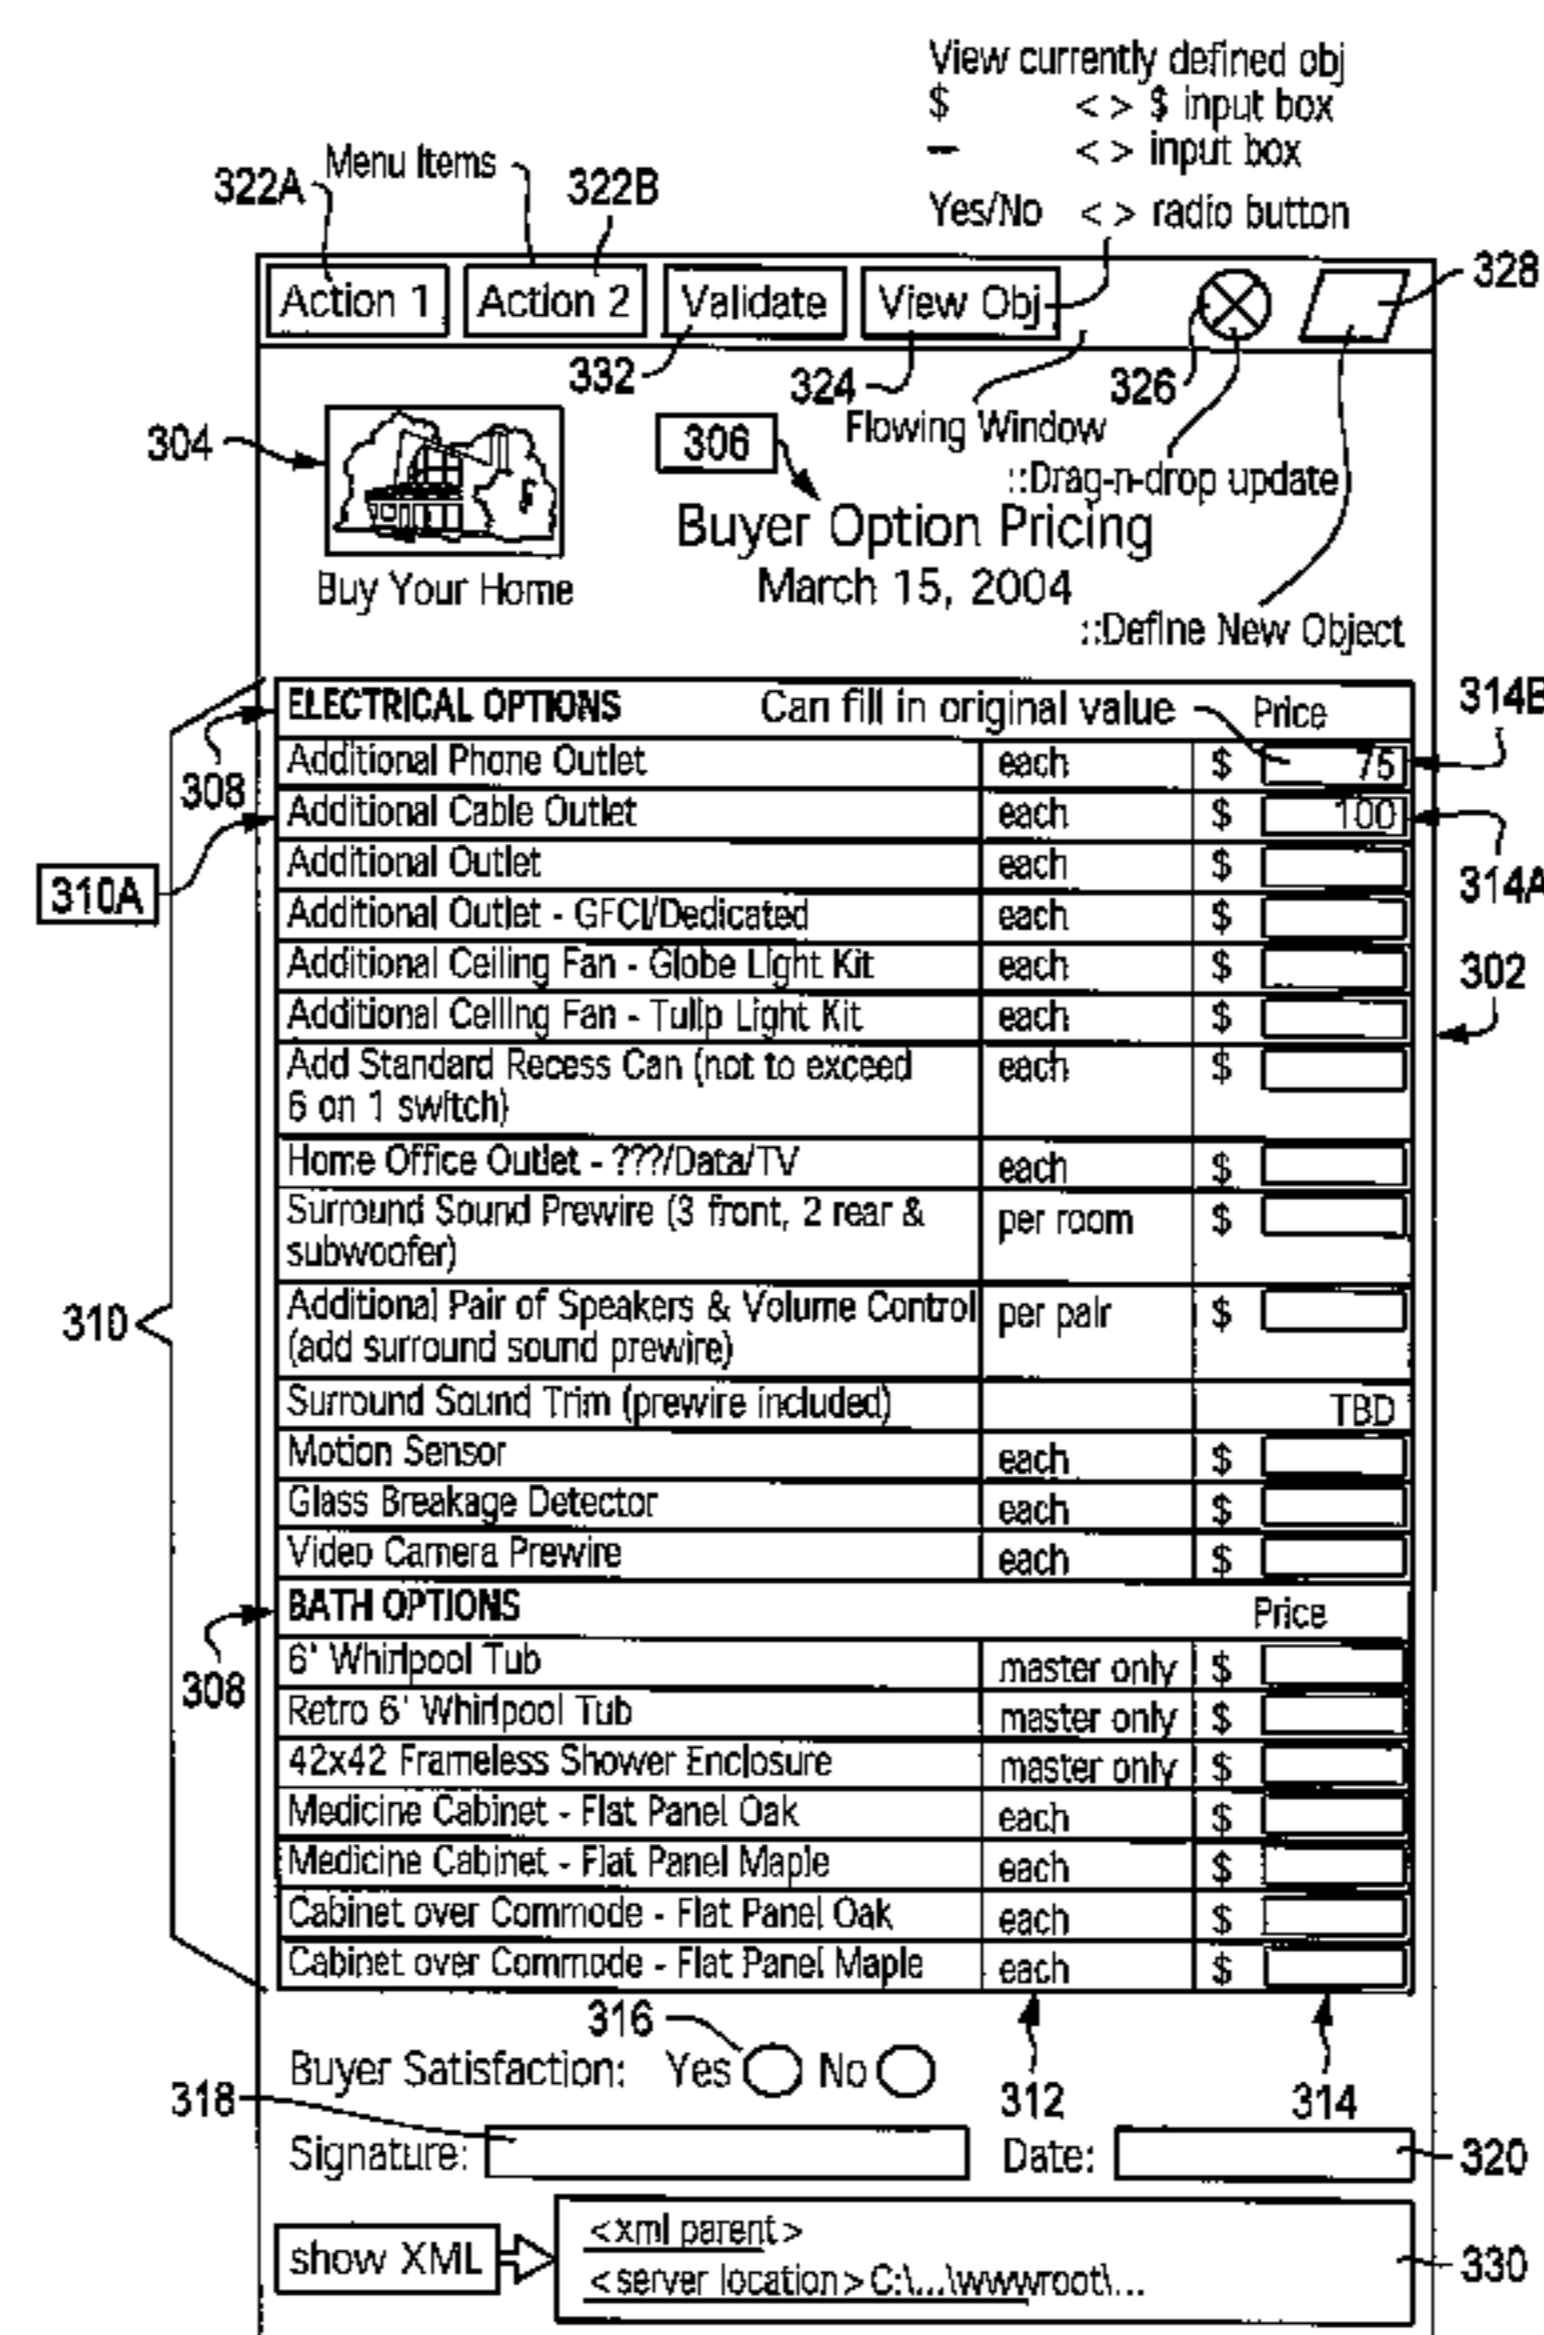 View currently defined obj
$ < > $ input box
– < > input box
Yes/No < > radio button
Menu Items
322A
322B
Action 1 Action 2 Validate View Obj
328
332
324
326
Flowing Window
304
306
::Drag-n-drop update
Buyer Option Pricing
Buy Your Home
March 15, 2004
::Define New Object
ELECTRICAL OPTIONS Can fill in original value Price
314B
308
Additional Phone Outlet each $ 75
Additional Cable Outlet each $ 100
310A
314A
Additional Outlet each $
Additional Outlet - GFCI/Dedicated each $
Additional Ceiling Fan - Globe Light Kit each $
302
Additional Ceiling Fan - Tulip Light Kit each $
Add Standard Recess Can (not to exceed each $
6 on 1 switch)
Home Office Outlet - ???/Data/TV each $
Surround Sound Prewire (3 front, 2 rear & per room $
subwoofer)
310
Additional Pair of Speakers & Volume Control per pair $
(add surround sound prewire)
Surround Sound Trim (prewire included) TBD
Motion Sensor each $
Glass Breakage Detector each $
Video Camera Prewire each $
BATH OPTIONS Price
308
6' Whirlpool Tub master only $
Retro 6' Whirlpool Tub master only $
42x42 Frameless Shower Enclosure master only $
Medicine Cabinet - Flat Panel Oak each $
Medicine Cabinet - Flat Panel Maple each $
Cabinet over Commode - Flat Panel Oak each $
Cabinet over Commode - Flat Panel Maple each $
316
Buyer Satisfaction: Yes No
318
312
314
Signature: Date:
320
show XML
<xml parent>
<server location>C:\...\wwwroot\...
330